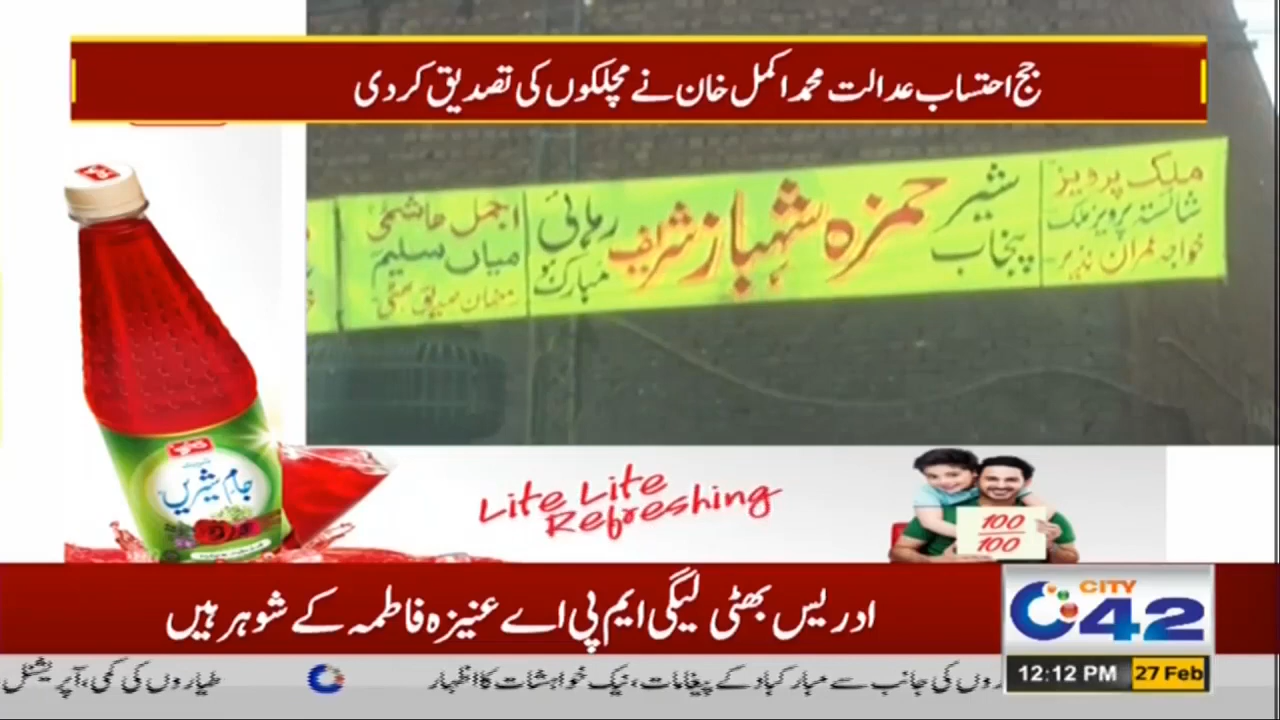 جج احتساب عدالت محمد اکمل خان نے مچلکوں کی تصدیق کر دی
ملک پرویز
شائستہ پرویز ملک
خواجہ عمران نذیر
شیر
پنجاب
حمزہ شہباز شریف
رہائی
مبارک ہو
اجمل ہاشمی
میاں سلیم
جام شیریں
Lite Lite
Refreshing
100
100
ادریس بھٹی لیگی ایم پی اے عنیزہ فاطمہ کے شوہر ہیں
CITY
42
12:12 PM 27 Feb
روں کی جانب سے مبارکباد کے پیغامات، نیک خواہشات کا اظہار
طیاروں کی کمی، آپریشنل